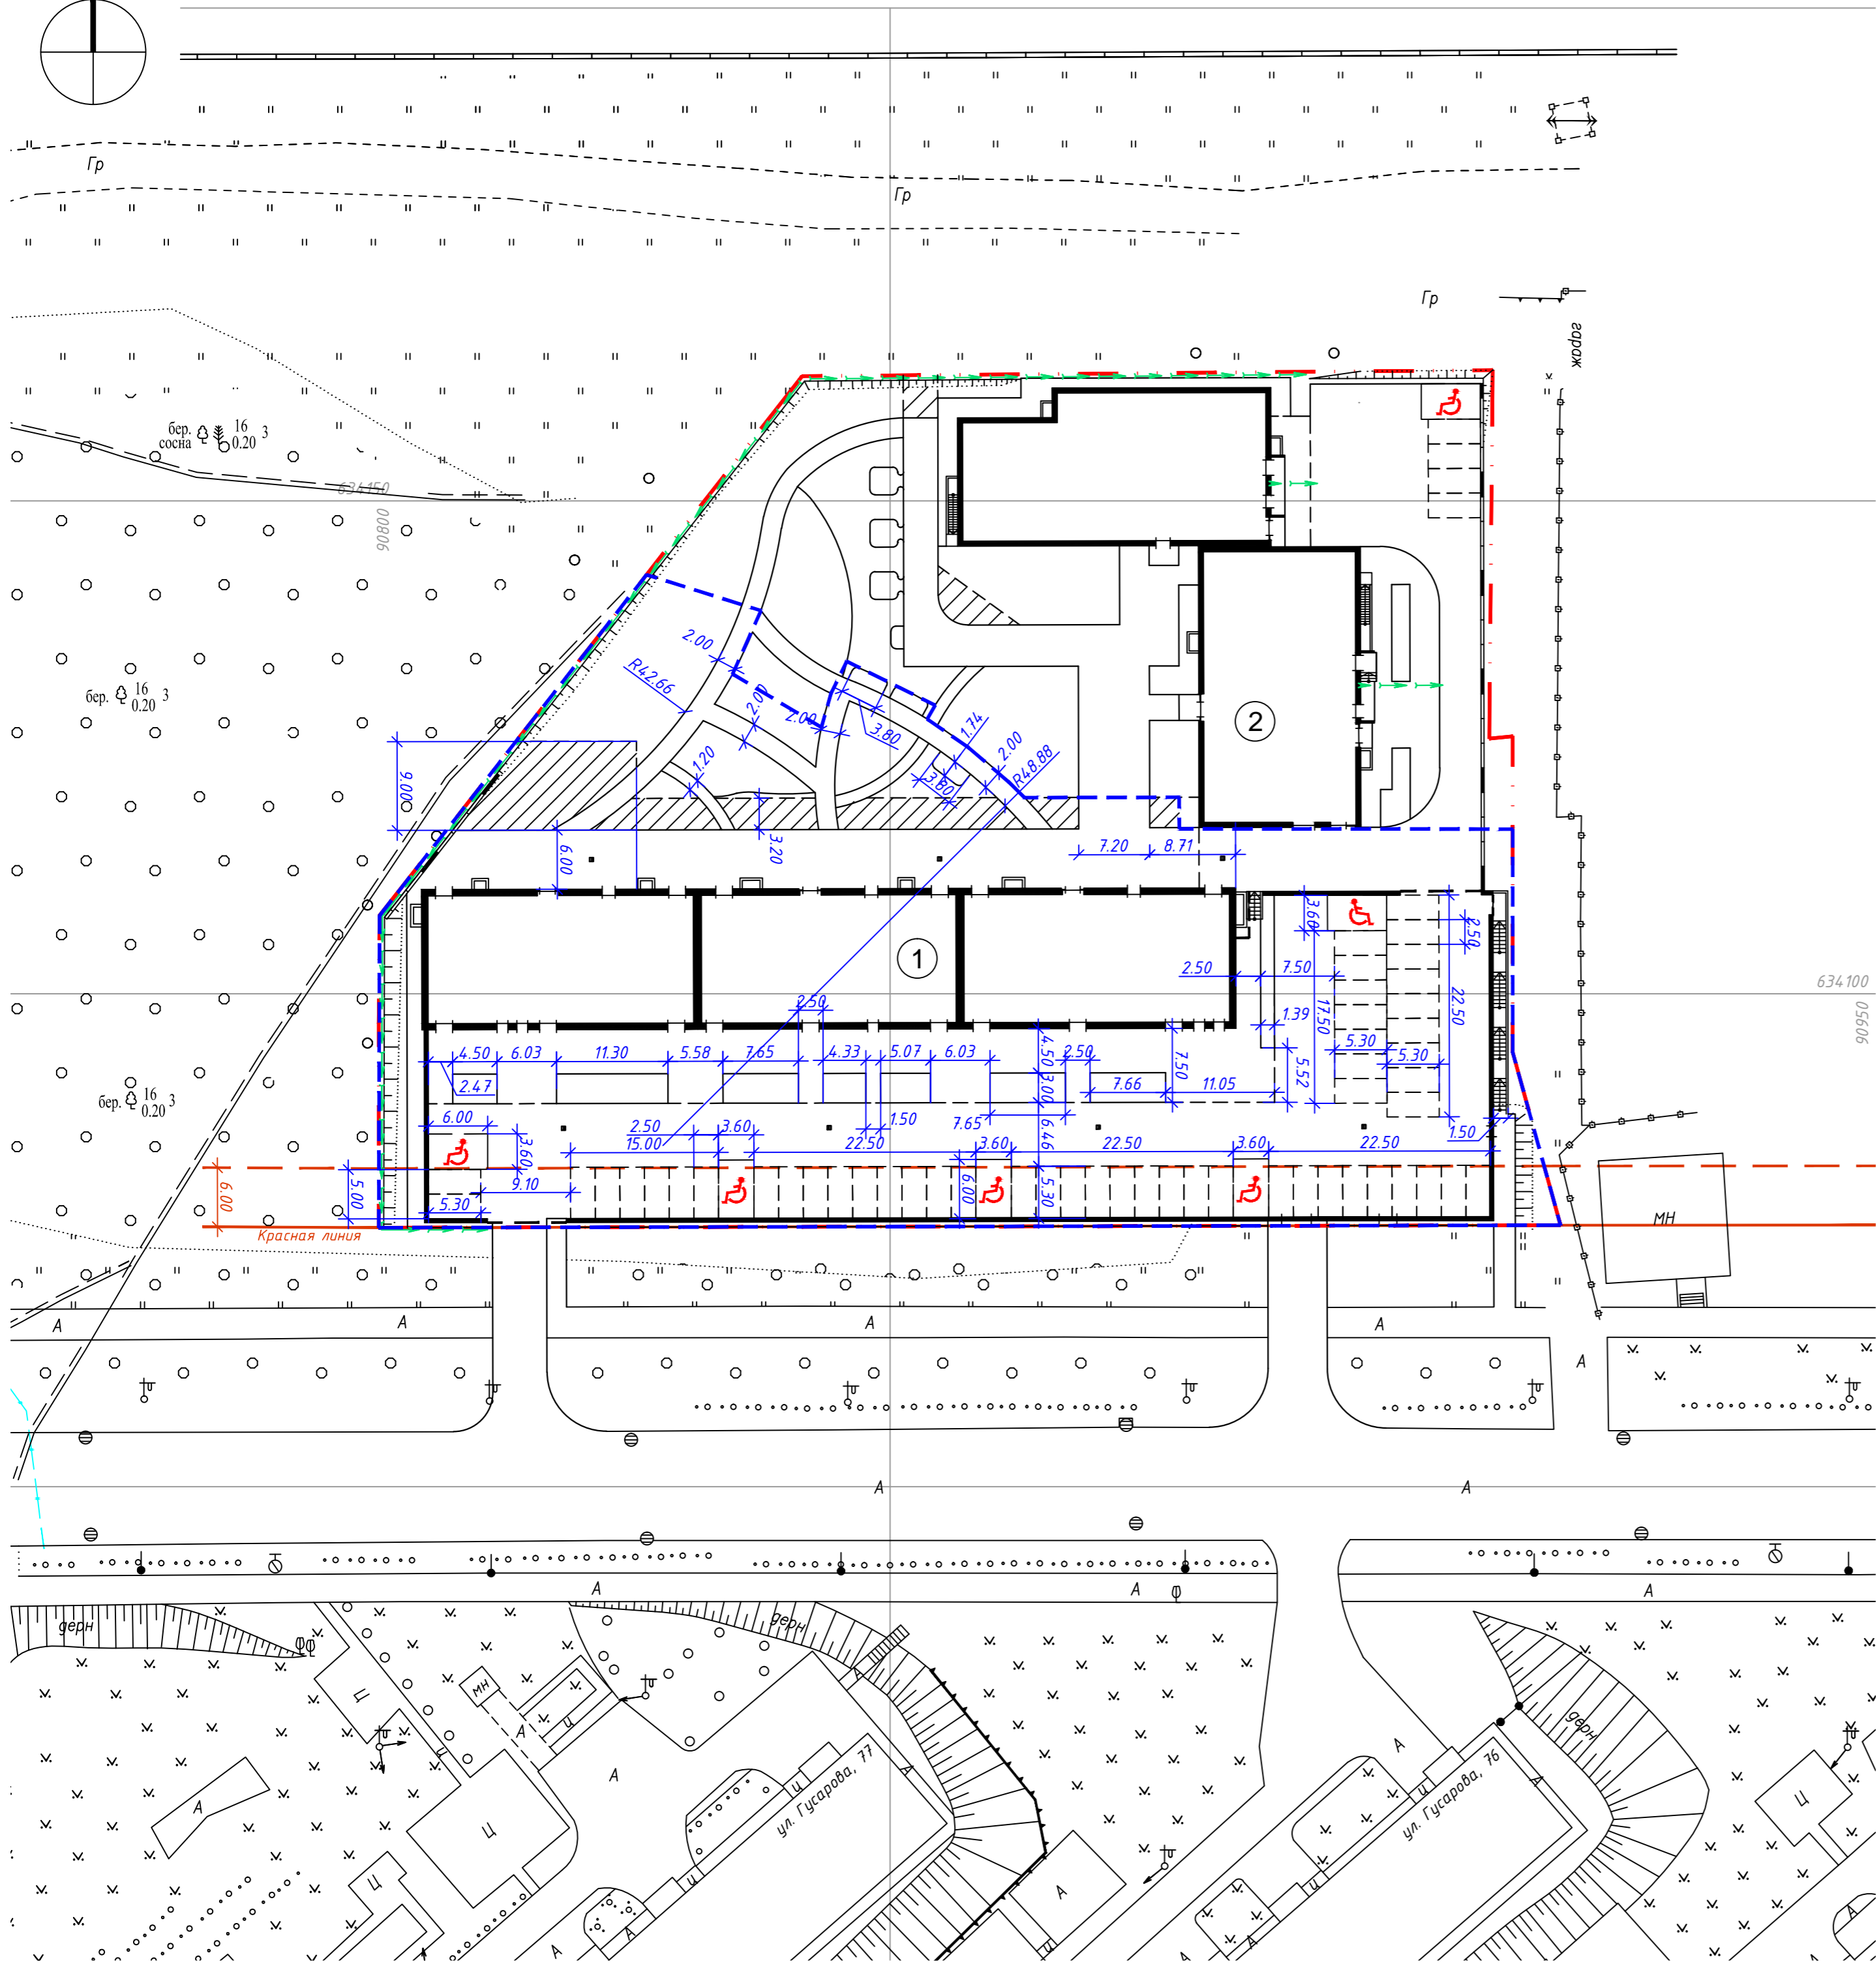 Гр
Гр
Гр
гараж
бер.
сосна
16
0.20
3
634150
90800
бер.
16
0.20
3
2.00
R42.66
2.00
2.00
3.80
1.74
2.00
R48.88
3.80
1.20
2
9.00
6.00
3.20
7.20
8.71
3.60
2.50
1
2.50
7.50
634100
90950
2.50
17.50
22.50
1.39
4.50
6.03
11.30
5.58
7.65
4.33
5.07
6.03
4.50
2.50
7.50
5.30
5.30
5.52
2.47
3.00
7.66
11.05
бер.
16
0.20
3
6.00
2.50
3.60
1.50
7.65
6.46
1.50
3.60
15.00
22.50
3.60
22.50
3.60
22.50
9.10
6.00
5.00
5.30
6.00
5.30
Красная линия
МН
А
А
А
А
А
А
А
А
А
А
дерн
дерн
МН
Ц
ц
А
ц
А
дерн
А
Ц
А
ул. Гусарова, 77
А
ц
ул. Гусарова, 76
А
ц
Ц
Ц
ц
А
А
ц
А
А
А
ц
А
А
А